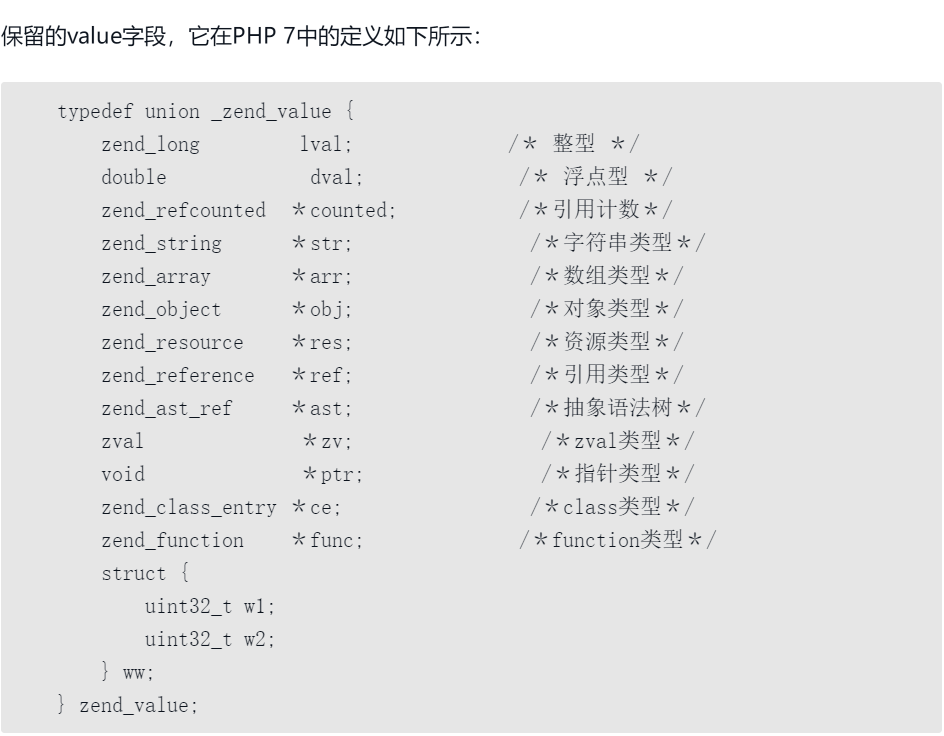 保留的value字段，它在PHP 7中的定义如下所示：
typedef union _zend_value {
    zend_long         lval;              /* 整型 */
    double             dval;              /* 浮点型 */
    zend_refcounted  *counted;           /*引用计数*/
    zend_string      *str;                /*字符串类型*/
    zend_array       *arr;                /*数组类型*/
    zend_object      *obj;                /*对象类型*/
    zend_resource    *res;                /*资源类型*/
    zend_reference   *ref;                /*引用类型*/
    zend_ast_ref     *ast;                /*抽象语法树*/
    zval              *zv;                 /*zval类型*/
    void              *ptr;                /*指针类型*/
    zend_class_entry *ce;                 /*class类型*/
    zend_function    *func;              /*function类型*/
    struct {
        uint32_t w1;
        uint32_t w2;
    } ww;
} zend_value;